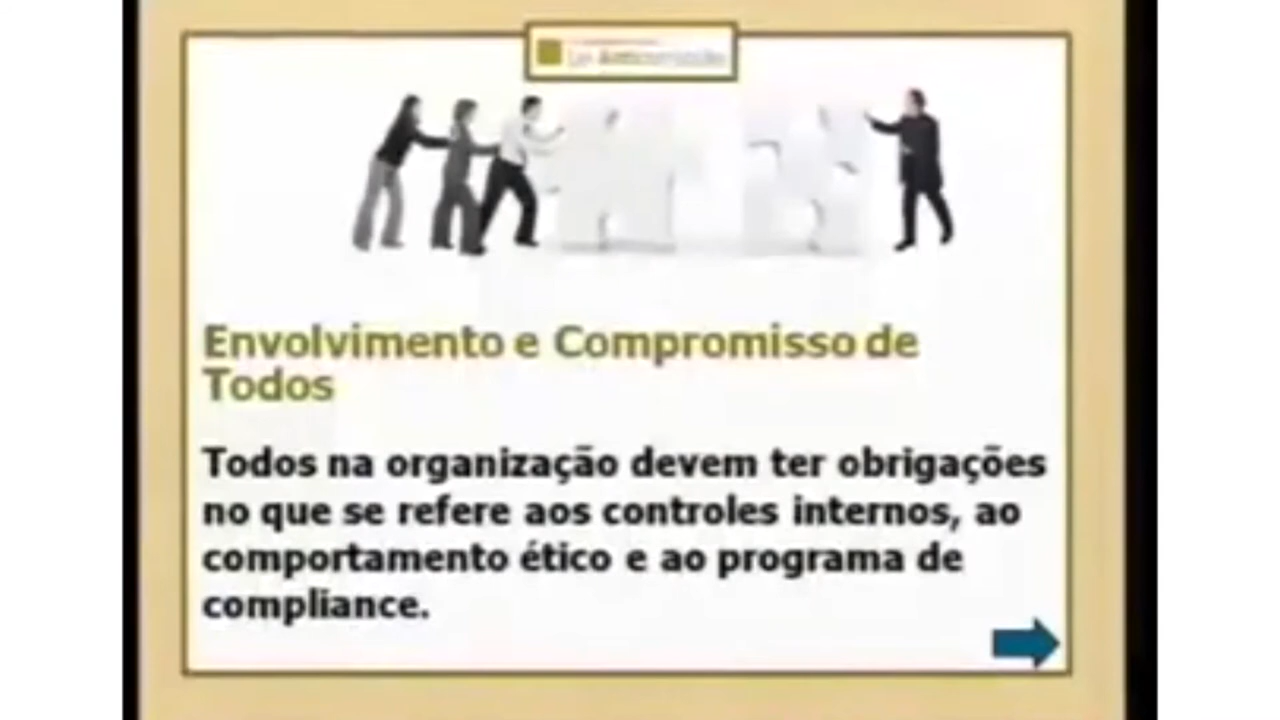 Envolvimento e Compromisso de
Todos
Todos na organização devem ter obrigações
no que se refere aos controles internos, ao
comportamento ético e ao programa de
compliance.